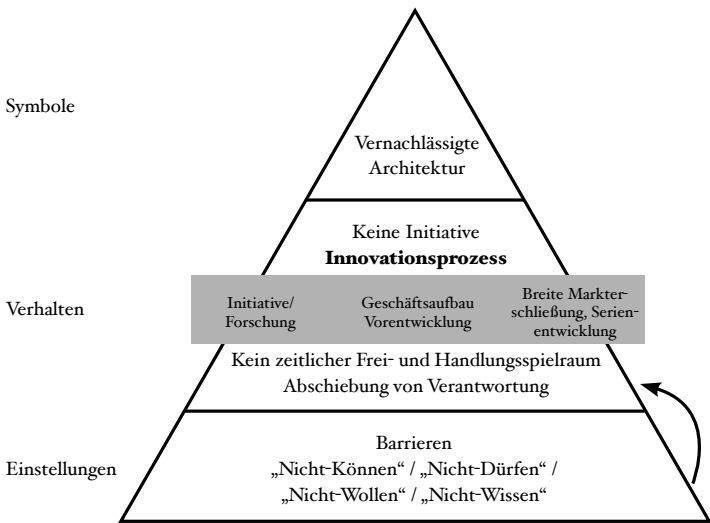 Symbole
Vernachlässigte
Architektur
Keine Initiative
Innovationsprozess
Verhalten
Initiative/
Forschung
Geschäftsaufbau
Vorentwicklung
Breite Markter-
schließung, Serien-
entwicklung
Kein zeitlicher Frei- und Handlungsspielraum
Abschiebung von Verantwortung
Einstellungen
Barrieren
„Nicht-Können“ / „Nicht-Dürfen“ /
„Nicht-Wollen“ / „Nicht-Wissen“